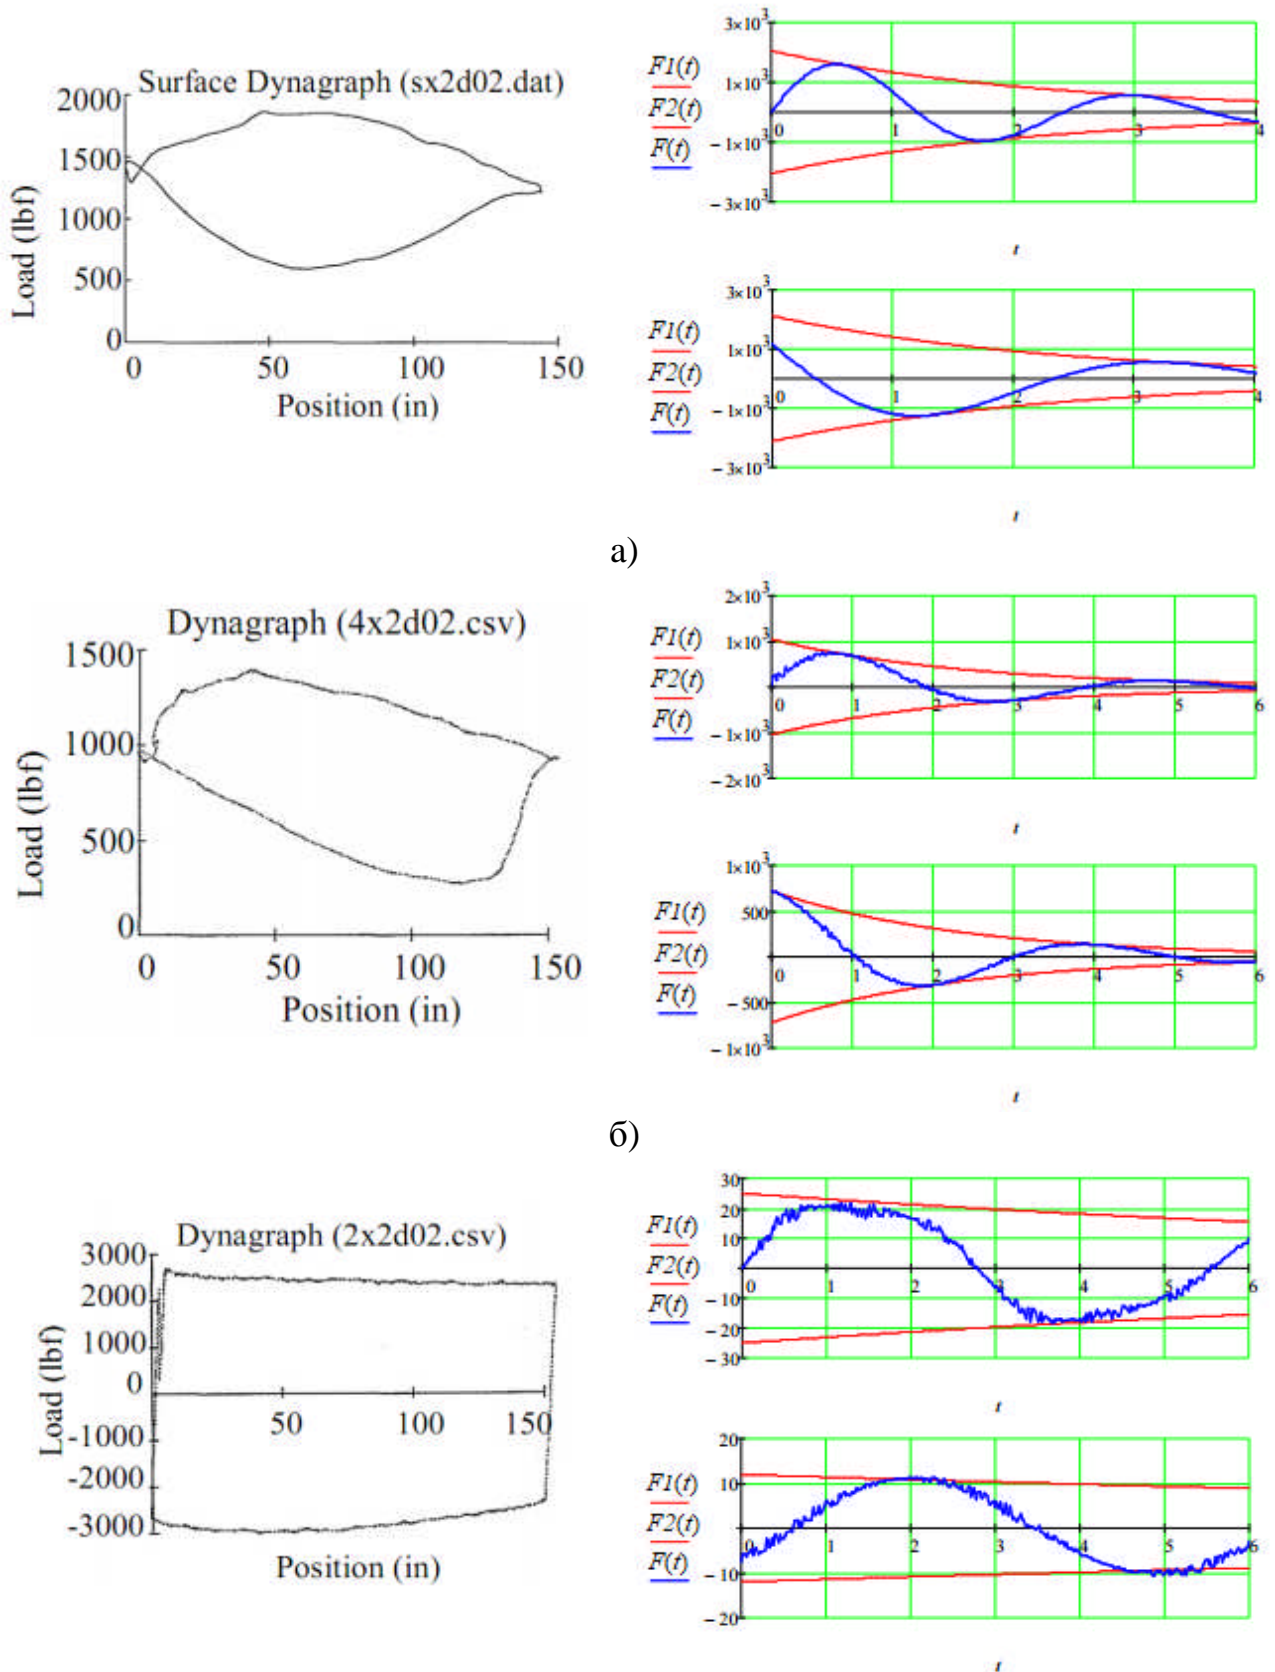 Surface Dynagraph (sx2d02.dat)
2000
1500
1000
500
0
Load (lbf)
0 50 100 150
Position (in)
3×10³
1×10³
−1×10³
−3×10³
F1(t)
F2(t)
F(t)
0 1 2 3 4
t
3×10³
1×10³
−1×10³
−3×10³
F1(t)
F2(t)
F(t)
0 1 2 3 4
t
а)
Dynagraph (4x2d02.csv)
1500
1000
500
0
Load (lbf)
0 50 100 150
Position (in)
2×10³
1×10³
−1×10³
−2×10³
F1(t)
F2(t)
F(t)
0 1 2 3 4 5 6
t
1×10³
500
−500
−1×10³
F1(t)
F2(t)
F(t)
0 1 2 3 4 5 6
t
б)
Dynagraph (2x2d02.csv)
3000
2000
1000
0
-1000
-2000
-3000
Load (lbf)
50 100 150
Position (in)
30
20
10
−10
−20
−30
F1(t)
F2(t)
F(t)
0 1 2 3 4 5 6
t
20
10
−10
−20
F1(t)
F2(t)
F(t)
0 1 2 3 4 5 6
t